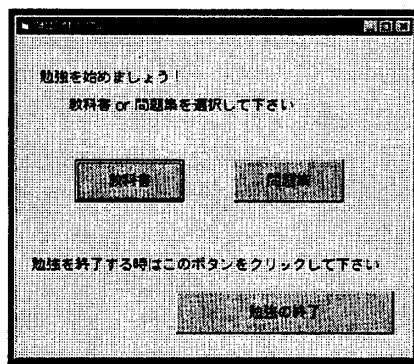 勉強を始めましょう!
教科書 or 問題集を選択して下さい
教科書 問題集
勉強を終了する時はこのボタンをクリックして下さい
勉強の終了